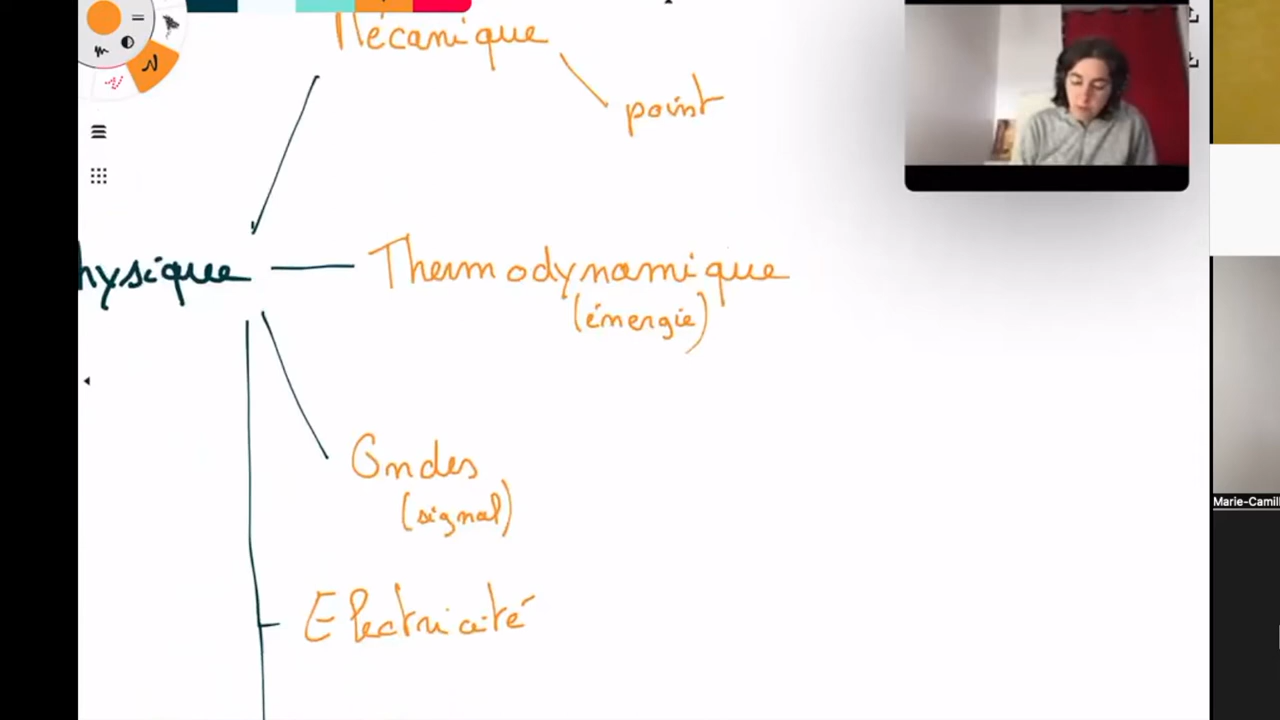 Mécanique
point
hysique
Thermodynamique
(énergie)
Ondes
(signal)
Electricité
Marie-Camil